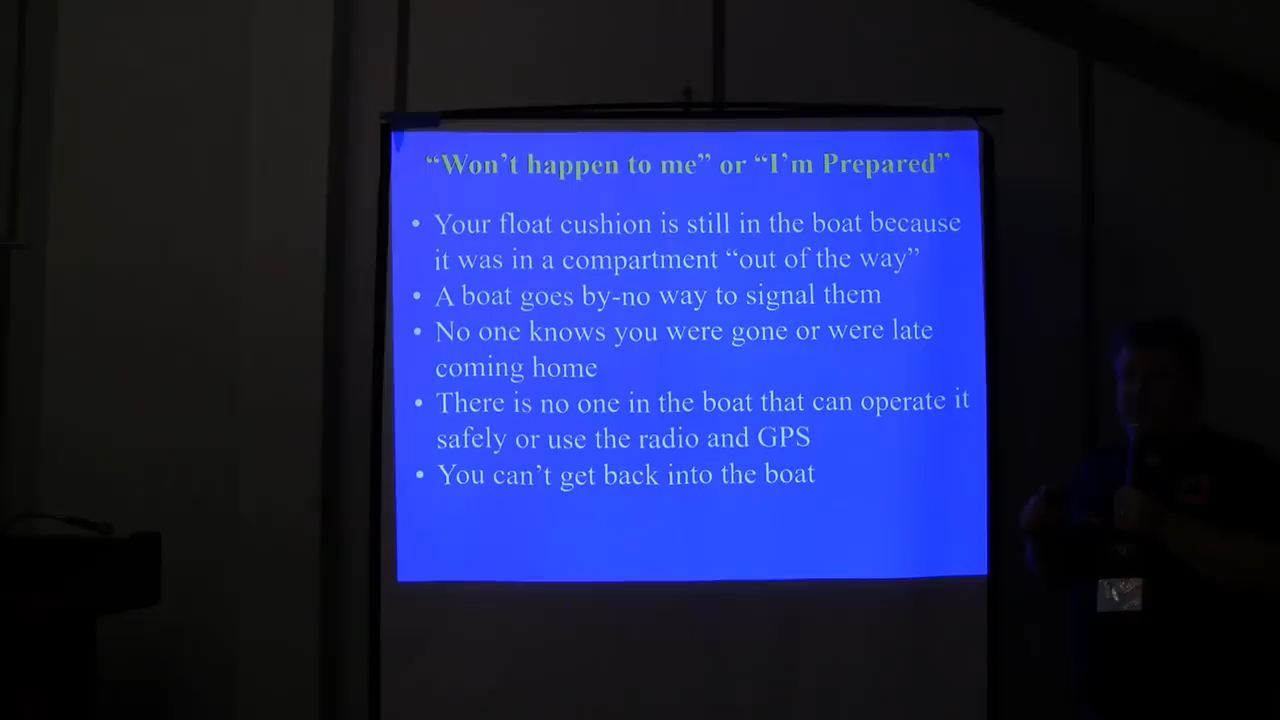 “Won’t happen to me” or “I’m Prepared”
• Your float cushion is still in the boat because
it was in a compartment “out of the way”
• A boat goes by-no way to signal them
• No one knows you were gone or were late
coming home
• There is no one in the boat that can operate it
safely or use the radio and GPS
• You can’t get back into the boat